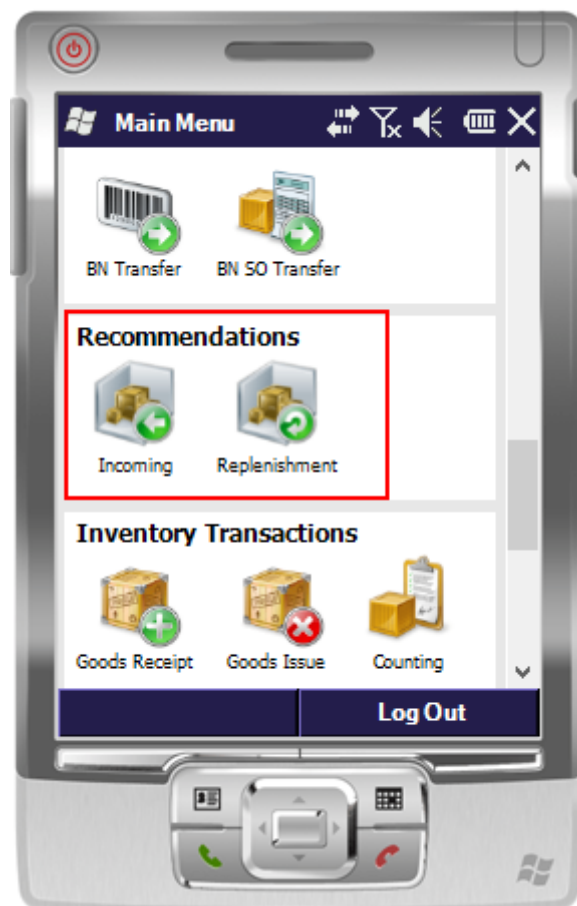 Main Menu
BN Transfer BN SO Transfer
Recommendations
Incoming Replenishment
Inventory Transactions
Goods Receipt Goods Issue Counting
Log Out